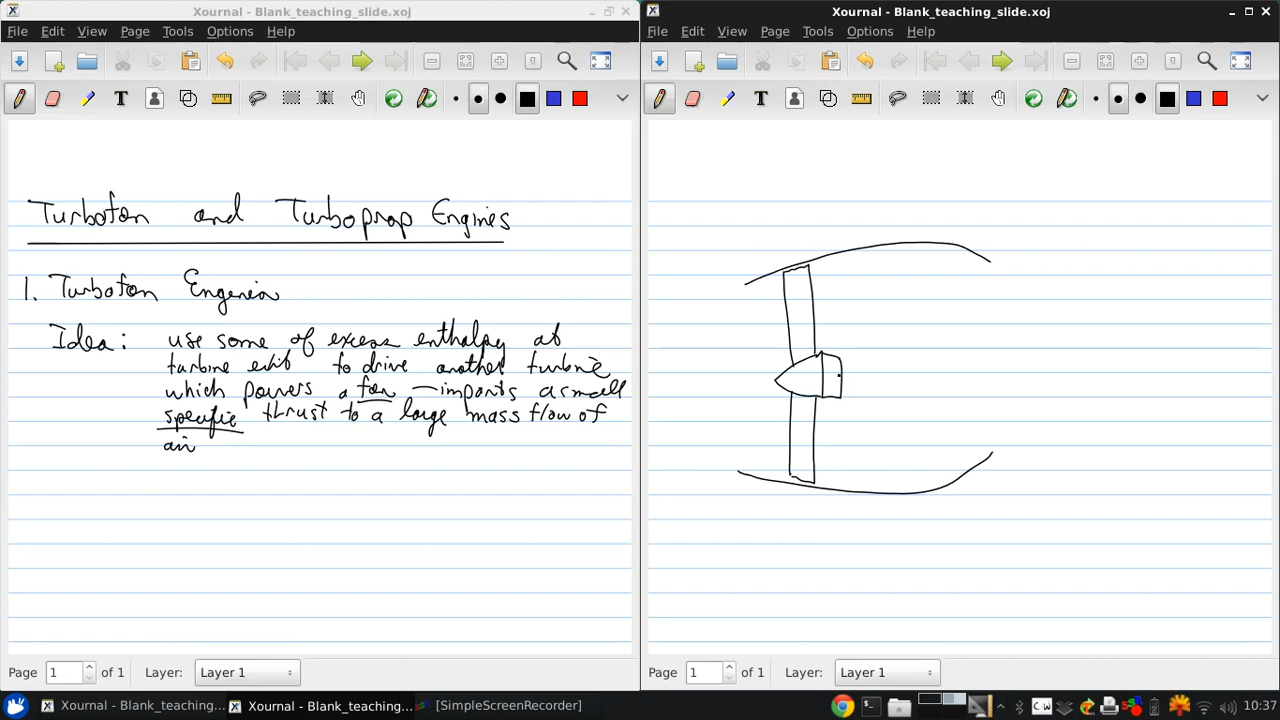 Xournal - Blank_teaching_slide.xoj
File Edit View Page Tools Options Help
Turbofan and Turboprop Engines
1. Turbofan Engines
Idea: use some of excess enthalpy at
turbine exit to drive another turbine
which powers a fan — imports a small
specific thrust to a large mass flow of
air
Page 1 of 1 Layer: Layer 1
Xournal - Blank_teaching_slide.xoj
File Edit View Page Tools Options Help
Page 1 of 1 Layer: Layer 1
Xournal - Blank_teaching... Xournal - Blank_teaching... [SimpleScreenRecorder] 10:37